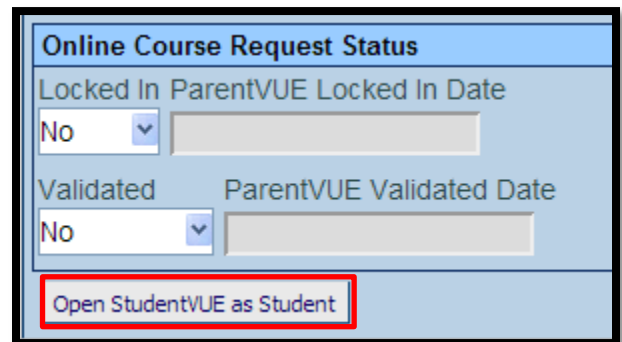 Online Course Request Status
Locked In ParentVUE Locked In Date
No
Validated ParentVUE Validated Date
No
Open StudentVUE as Student